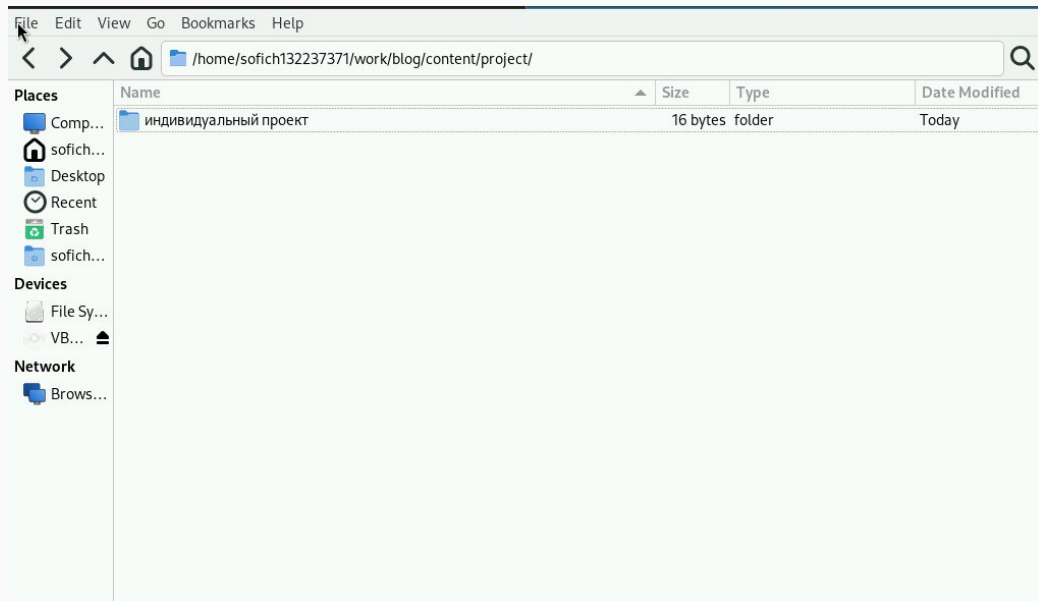 File Edit View Go Bookmarks Help
/home/sofich132237371/work/blog/content/project/
Places
Comp...
sofich...
Desktop
Recent
Trash
sofich...
Devices
File Sy...
VB...
Network
Brows...
Name Size Type Date Modified
индивидуальный проект 16 bytes folder Today